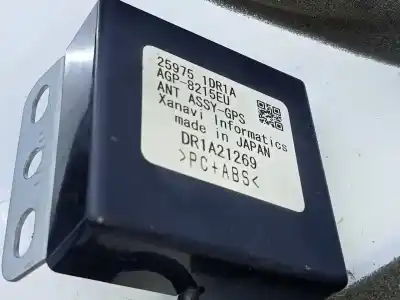 25975 1DR1A
AGP-8215EU
ANT ASSY-GPS
Xanavi Informatics
made in JAPAN
DR1A21269
>PC+ABS<